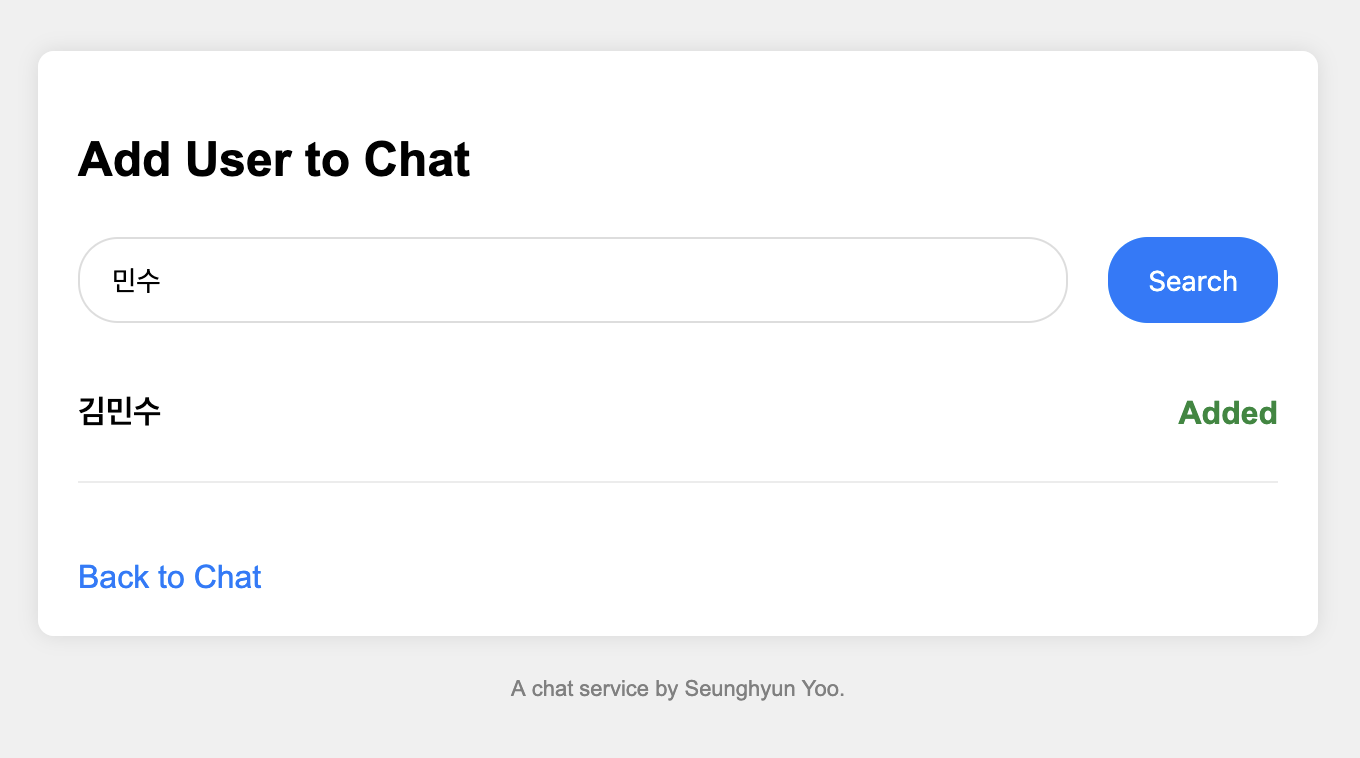 Add User to Chat
민수
Search
김민수
Added
Back to Chat
A chat service by Seunghyun Yoo.